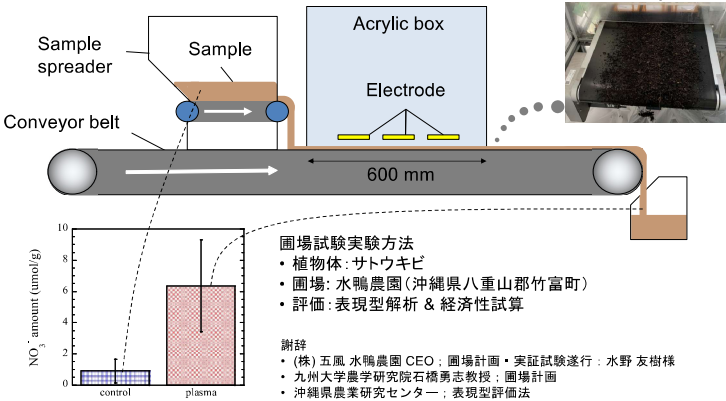 Acrylic box
Sample
spreader
Sample
Electrode
Conveyor belt
600 mm
NO₃⁻ amount (umol/g)
10
8
6
4
2
0
control
plasma
圃場試験実験方法
• 植物体：サトウキビ
• 圃場：水鴨農園（沖縄県八重山郡竹富町）
• 評価：表現型解析 & 経済性試算
謝辞
• (株) 五風 水鴨農園 CEO；圃場計画・実証試験遂行：水野 友樹様
• 九州大学農学研究院石橋勇志教授；圃場計画
• 沖縄県農業研究センター；表現型評価法